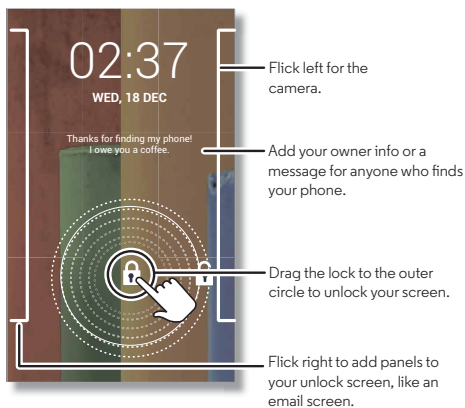 02:37
WED, 18 DEC
Thanks for finding my phone!
I owe you a coffee.
Flick left for the
camera.
Add your owner info or a
message for anyone who finds
your phone.
Drag the lock to the outer
circle to unlock your screen.
Flick right to add panels to
your unlock screen, like an
email screen.